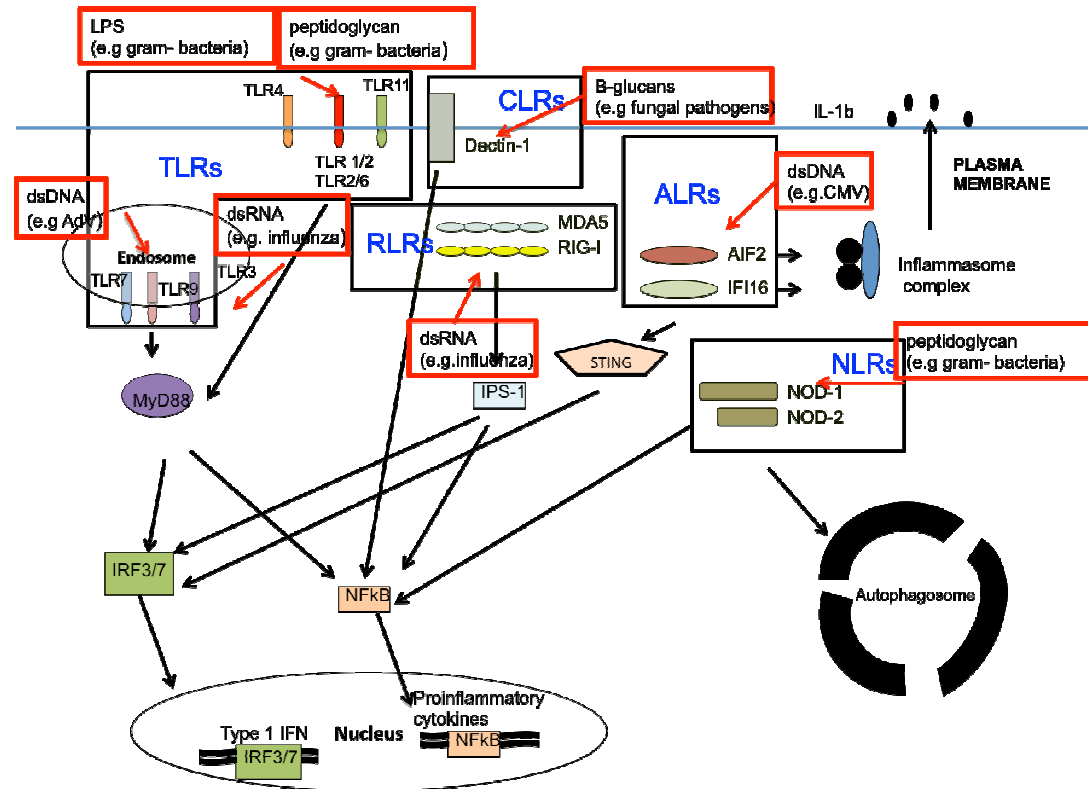 LPS
(e.g gram- bacteria)
peptidoglycan
(e.g gram- bacteria)
TLR4
TLR11
CLRs
B-glucans
(e.g fungal pathogens)
IL-1b
Dectin-1
TLRs
TLR 1/2
TLR2/6
PLASMA
MEMBRANE
dsDNA
(e.g AdV)
dsRNA
(e.g. influenza)
ALRs
dsDNA
(e.g.CMV)
RLRs
MDA5
RIG-I
Endosome
TLR3
TLR7
TLR9
AIF2
IFI16
Inflammasome
complex
dsRNA
(e.g.influenza)
STING
NLRs
peptidoglycan
(e.g gram- bacteria)
MyD88
IPS-1
NOD-1
NOD-2
IRF3/7
NFkB
Autophagosome
Proinflammatory
cytokines
Type 1 IFN
Nucleus
NFkB
IRF3/7